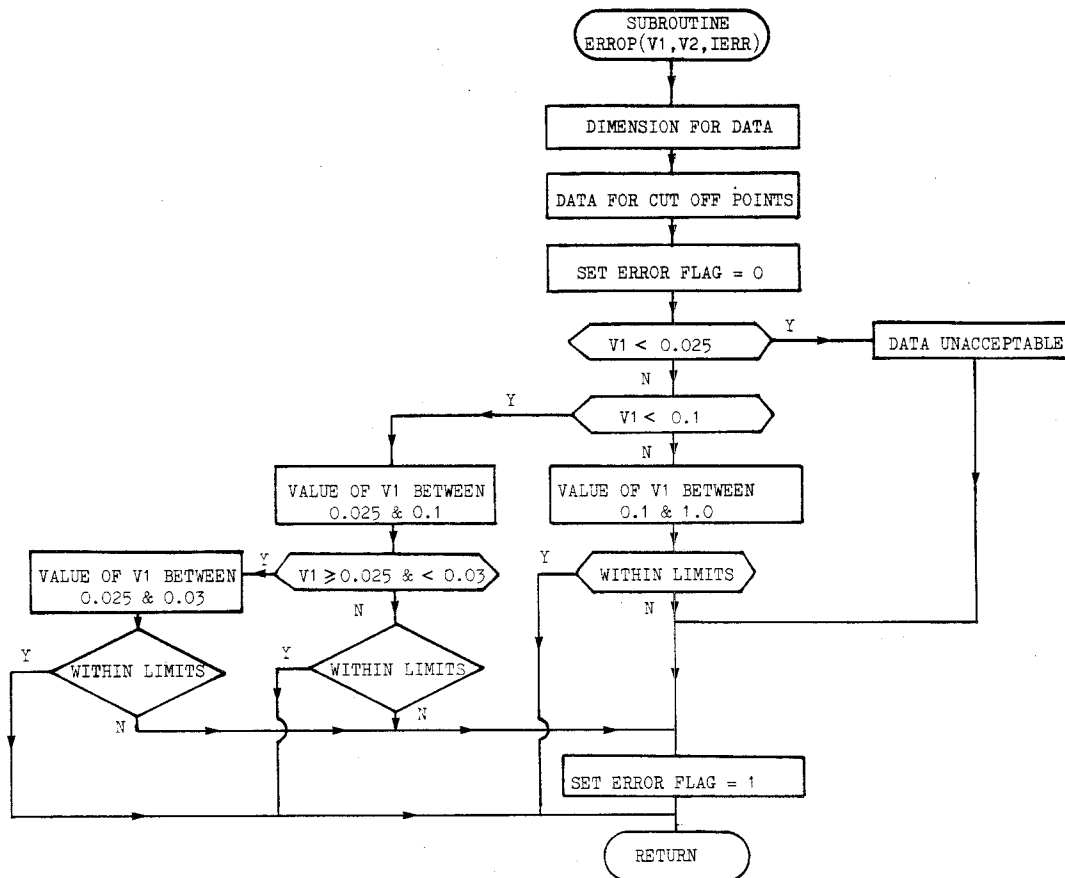 SUBROUTINE
ERROP(V1,V2,IERR)
DIMENSION FOR DATA
DATA FOR CUT OFF POINTS
SET ERROR FLAG = 0
V1 < 0.025
Y
DATA UNACCEPTABLE
N
V1 < 0.1
Y
N
VALUE OF V1 BETWEEN
0.025 & 0.1
VALUE OF V1 BETWEEN
0.1 & 1.0
V1 ≥ 0.025 & < 0.03
Y
VALUE OF V1 BETWEEN
0.025 & 0.03
Y
WITHIN LIMITS
N
N
Y
WITHIN LIMITS
N
Y
WITHIN LIMITS
N
SET ERROR FLAG = 1
RETURN